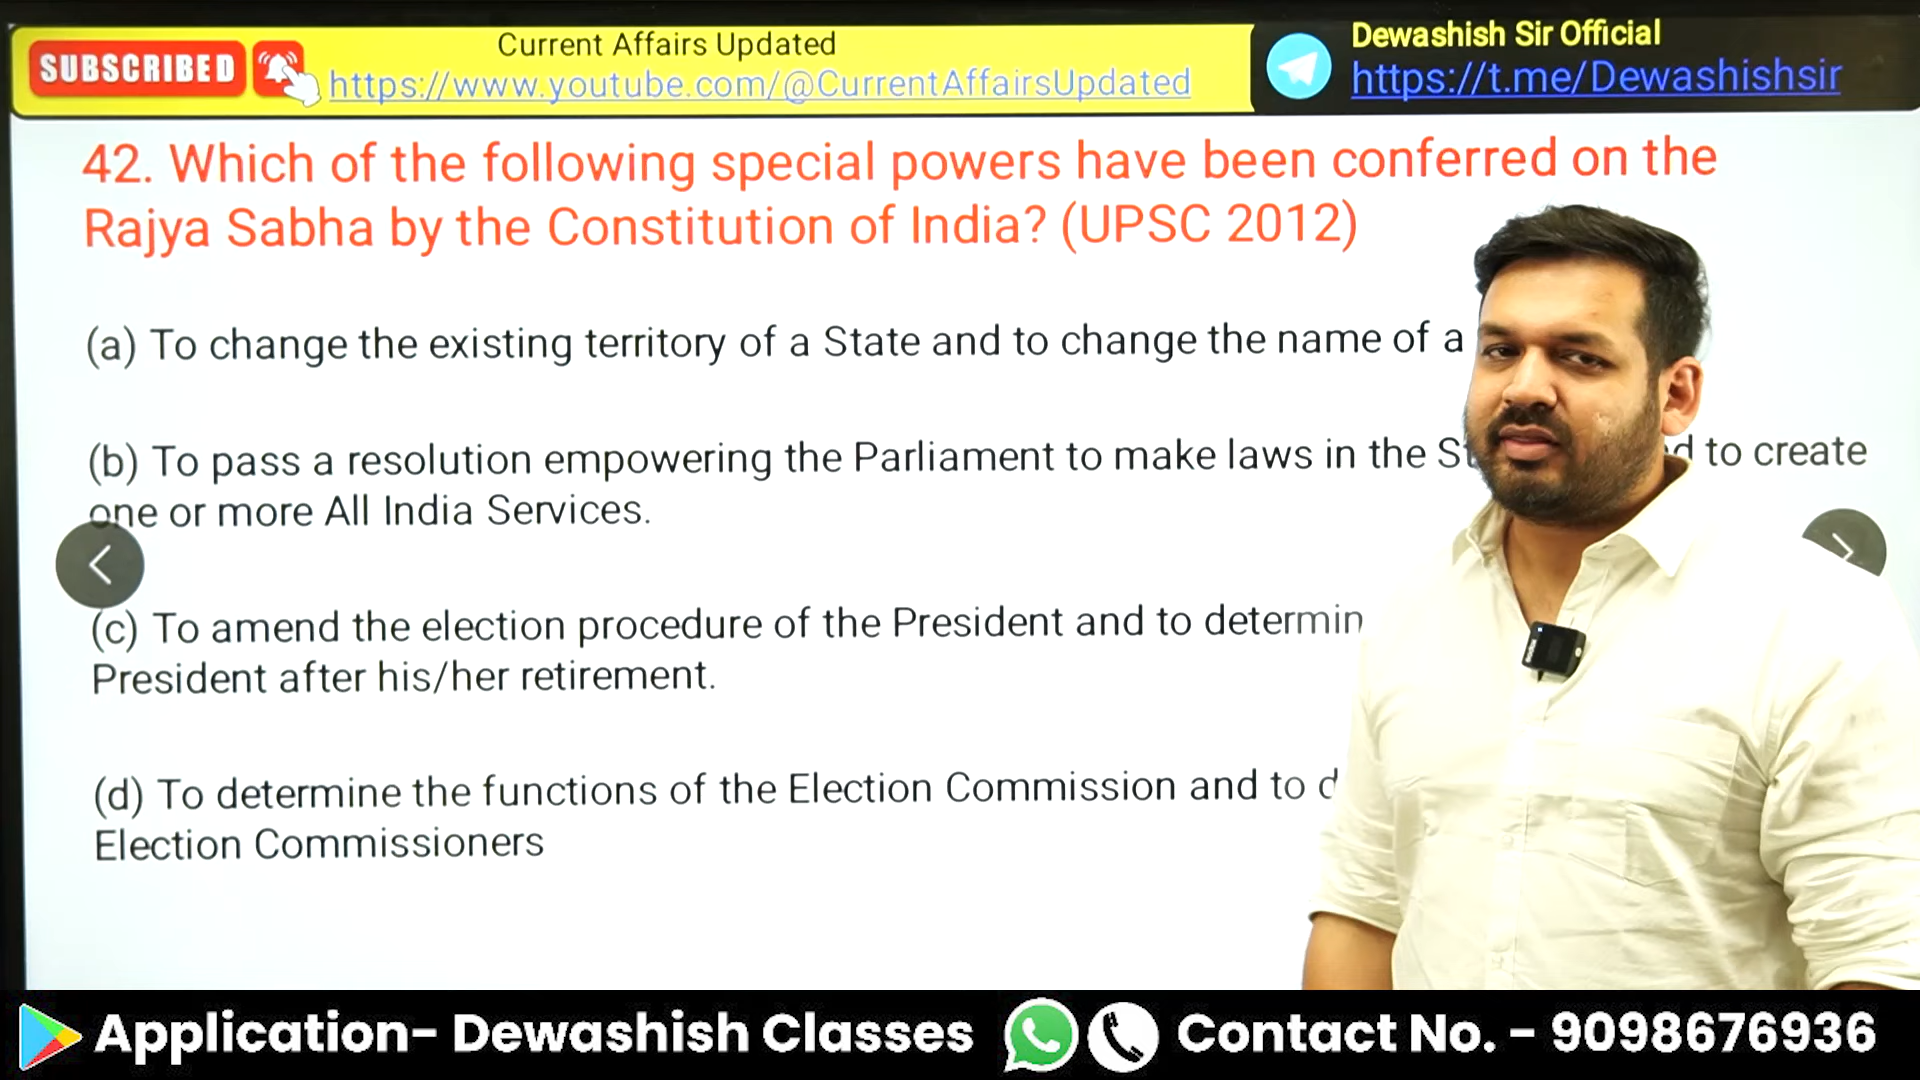 SUBSCRIBED
Current Affairs Updated
https://www.youtube.com/@CurrentAffairsUpdated
Dewashish Sir Official
https://t.me/Dewashishsir
42. Which of the following special powers have been conferred on the
Rajya Sabha by the Constitution of India? (UPSC 2012)
(a) To change the existing territory of a State and to change the name of a
(b) To pass a resolution empowering the Parliament to make laws in the to create
one or more All India Services.
(c) To amend the election procedure of the President and to
President after his/her retirement.
(d) To determine the functions of the Election Commission and to
Election Commissioners
Application- Dewashish Classes
Contact No. - 9098676936